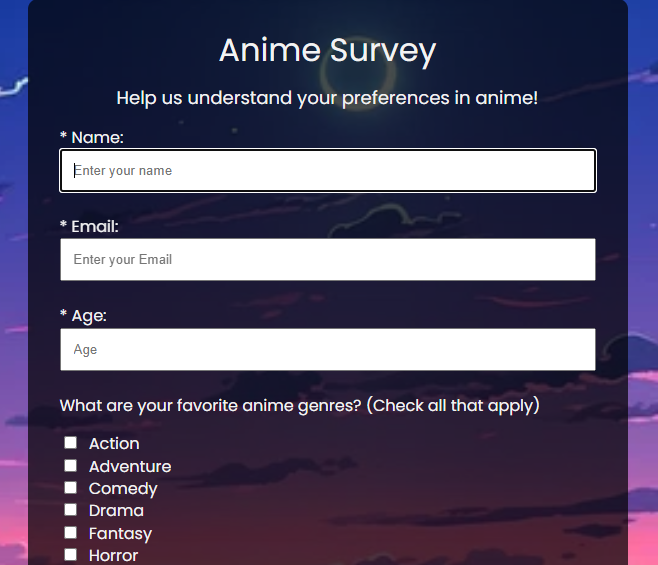 Anime Survey
Help us understand your preferences in anime!
* Name:
Enter your name
* Email:
Enter your Email
* Age:
Age
What are your favorite anime genres? (Check all that apply)
Action
Adventure
Comedy
Drama
Fantasy
Horror